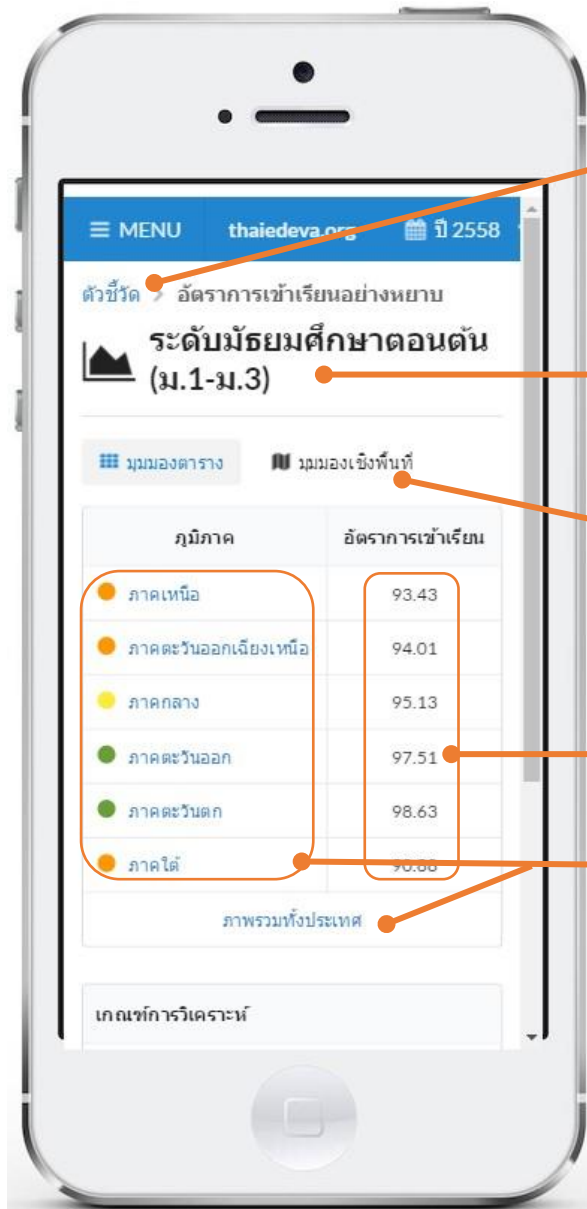 MENU thaiedeva.org ปี 2558
ตัวชี้วัด > อัตราการเข้าเรียนอย่างหยาบ
ระดับมัธยมศึกษาตอนต้น
(ม.1-ม.3)
มุมมองตาราง มุมมองเชิงพื้นที่
ภูมิภาค อัตราการเข้าเรียน
ภาคเหนือ 93.43
ภาคตะวันออกเฉียงเหนือ 94.01
ภาคกลาง 95.13
ภาคตะวันออก 97.51
ภาคตะวันตก 98.63
ภาคใต้
ภาพรวมทั้งประเทศ
เกณฑ์การวิเคราะห์